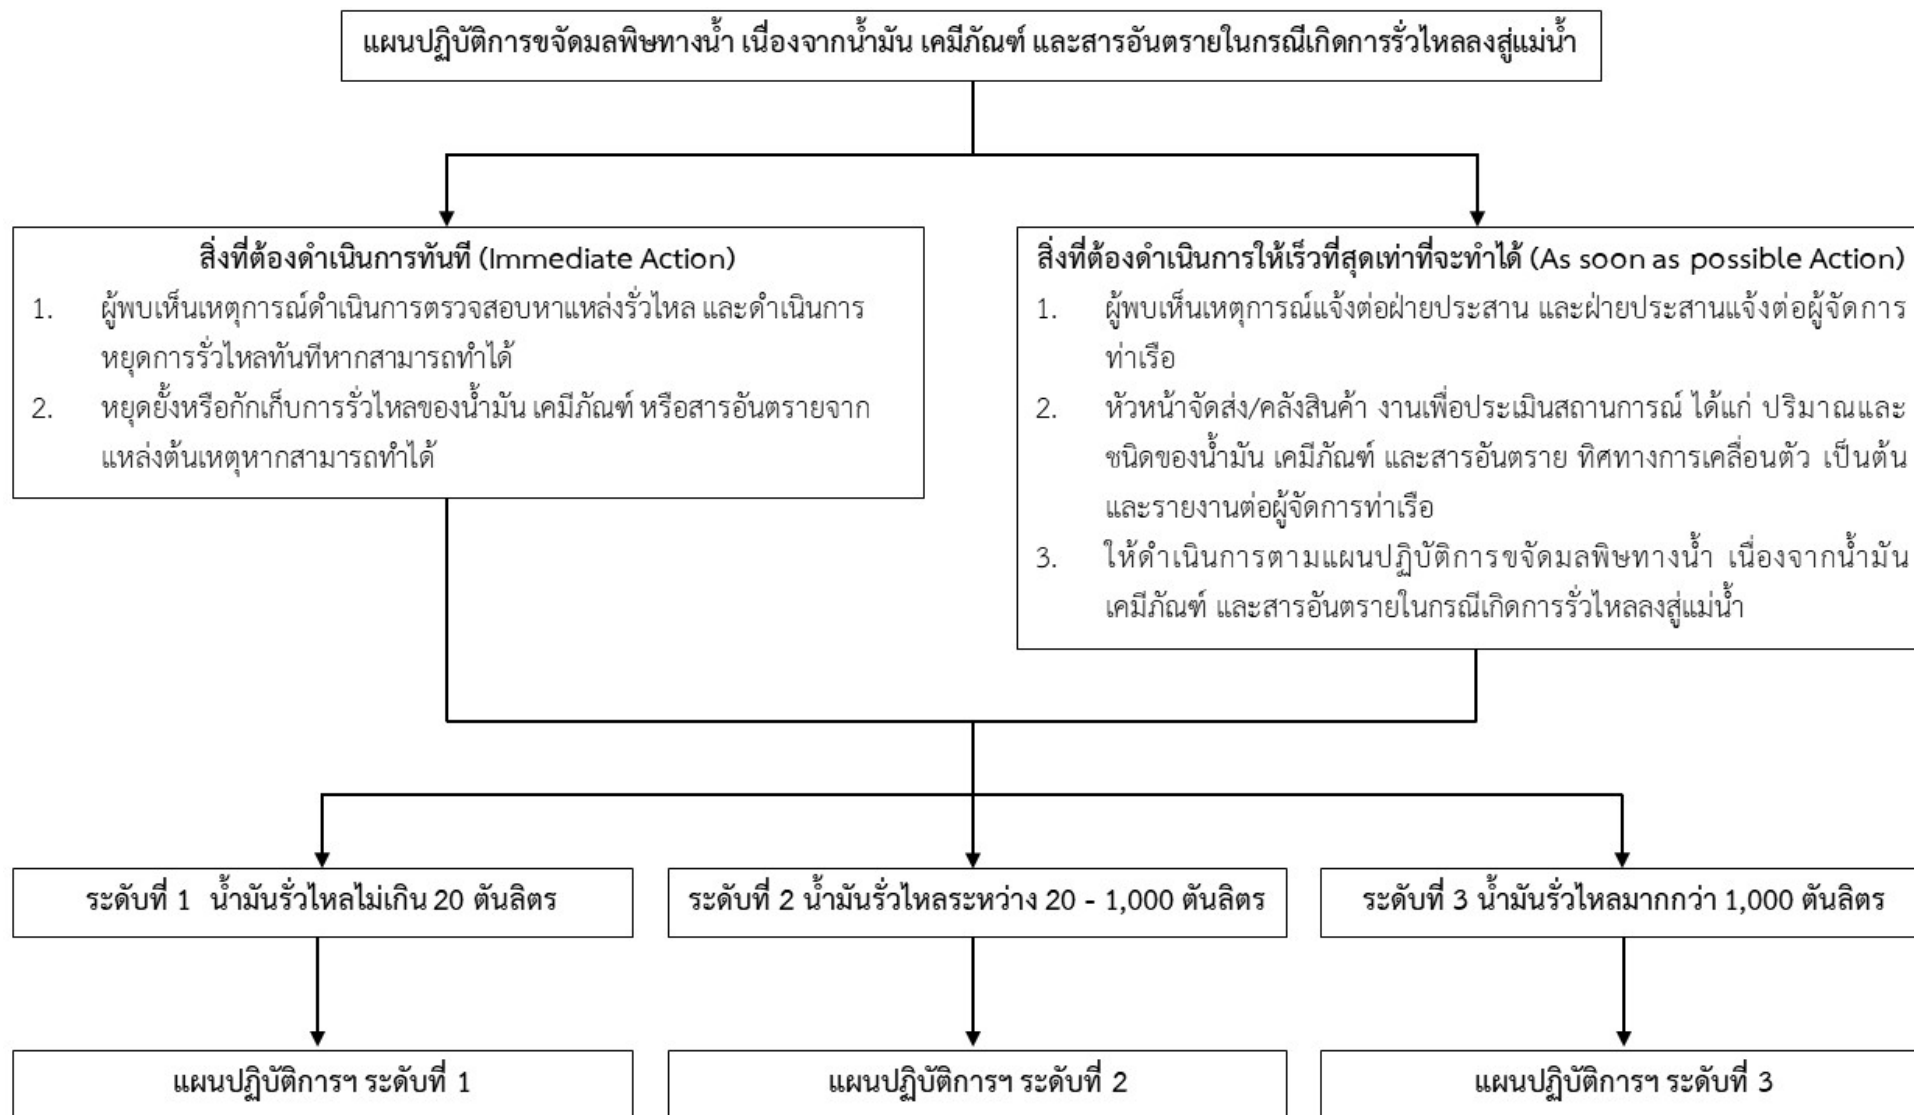 แผนปฏิบัติการขจัดมลพิษทางน้ำ เนื่องจากน้ำมัน เคมีภัณฑ์ และสารอันตรายในกรณีเกิดการรั่วไหลลงสู่แม่น้ำ
สิ่งที่ต้องดำเนินการทันที (Immediate Action)
1. ผู้พบเห็นเหตุการณ์ดำเนินการตรวจสอบหาแหล่งรั่วไหล และดำเนินการ
หยุดการรั่วไหลทันทีหากสามารถทำได้
2. หยุดยั้งหรือกักเก็บการรั่วไหลของน้ำมัน เคมีภัณฑ์ หรือสารอันตรายจาก
แหล่งต้นเหตุหากสามารถทำได้
สิ่งที่ต้องดำเนินการให้เร็วที่สุดเท่าที่จะทำได้ (As soon as possible Action)
1. ผู้พบเห็นเหตุการณ์แจ้งต่อฝ่ายประสาน และฝ่ายประสานแจ้งต่อผู้จัดการ
ท่าเรือ
2. หัวหน้าจัดส่ง/คลังสินค้า งานเพื่อประเมินสถานการณ์ ได้แก่ ปริมาณและ
ชนิดของน้ำมัน เคมีภัณฑ์ และสารอันตราย ทิศทางการเคลื่อนตัว เป็นต้น
และรายงานต่อผู้จัดการท่าเรือ
3. ให้ดำเนินการตามแผนปฏิบัติการขจัดมลพิษทางน้ำ เนื่องจากน้ำมัน
เคมีภัณฑ์ และสารอันตรายในกรณีเกิดการรั่วไหลลงสู่แม่น้ำ
ระดับที่ 1 น้ำมันรั่วไหลไม่เกิน 20 ตันลิตร
ระดับที่ 2 น้ำมันรั่วไหลระหว่าง 20 - 1,000 ตันลิตร
ระดับที่ 3 น้ำมันรั่วไหลมากกว่า 1,000 ตันลิตร
แผนปฏิบัติการฯ ระดับที่ 1
แผนปฏิบัติการฯ ระดับที่ 2
แผนปฏิบัติการฯ ระดับที่ 3